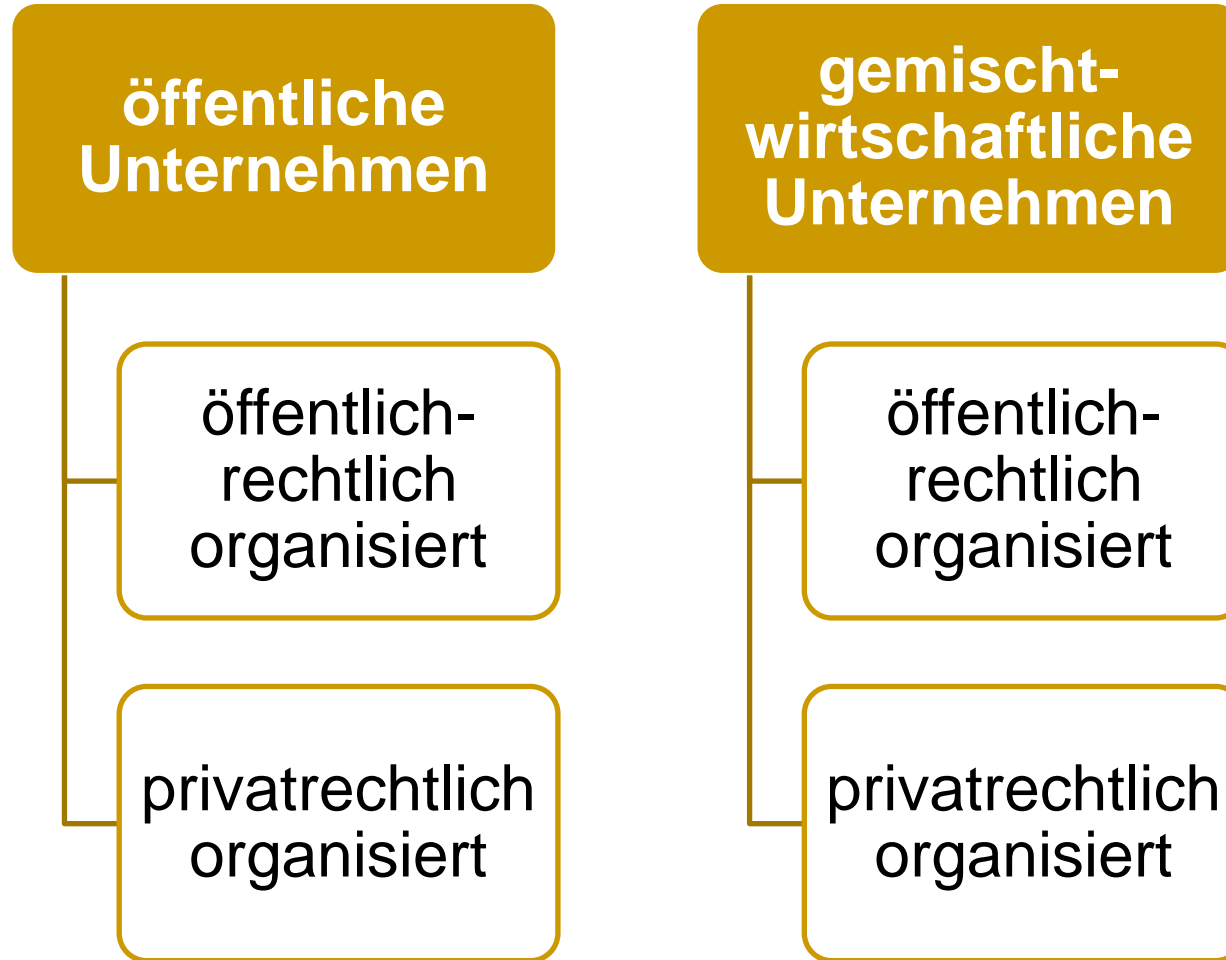 öffentliche
Unternehmen
öffentlich-
rechtlich
organisiert
privatrechtlich
organisiert
gemischt-
wirtschaftliche
Unternehmen
öffentlich-
rechtlich
organisiert
privatrechtlich
organisiert